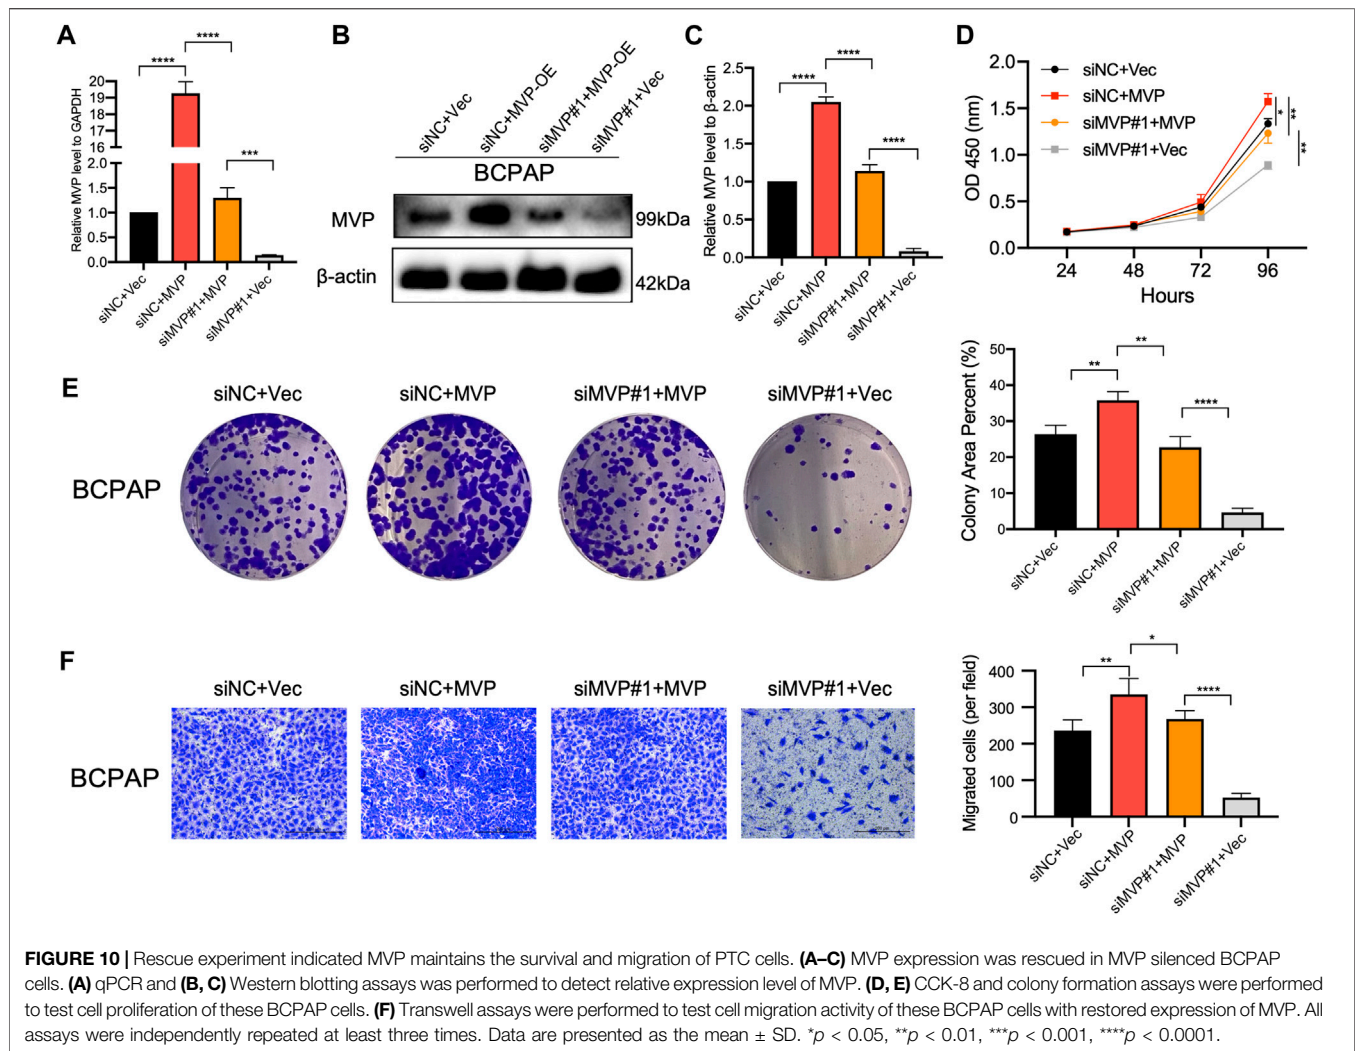 A
Relative MVP level to GAPDH
20
19
18
17
16
15
14
2.0
1.5
1.0
0.5
0.0
****
****
***
siNC+Vec
siNC+MVP
siMVP#1+MVP
siMVP#1+Vec
B
siNC+Vec
siNC+MVP-OE
siMVP#1+MVP-OE
siMVP#1+Vec
BCPAP
MVP
99kDa
β-actin
42kDa
C
Relative MVP level to β-actin
2.5
2.0
1.5
1.0
0.5
0.0
****
****
****
siNC+Vec
siNC+MVP
siMVP#1+MVP
siMVP#1+Vec
D
OD 450 (nm)
2.0
1.5
1.0
0.5
0.0
siNC+Vec
siNC+MVP
siMVP#1+MVP
siMVP#1+Vec
*
**
**
24 48 72 96
Hours
E
siNC+Vec siNC+MVP siMVP#1+MVP siMVP#1+Vec
BCPAP
Colony Area Percent (%)
50
40
30
20
10
0
**
**
****
siNC+Vec
siNC+MVP
siMVP#1+MVP
siMVP#1+Vec
F
siNC+Vec siNC+MVP siMVP#1+MVP siMVP#1+Vec
BCPAP
Migrated cells (per field)
400
300
200
100
0
**
*
****
siNC+Vec
siNC+MVP
siMVP#1+MVP
siMVP#1+Vec
FIGURE 10 | Rescue experiment indicated MVP maintains the survival and migration of PTC cells. (A–C) MVP expression was rescued in MVP silenced BCPAP
cells. (A) qPCR and (B, C) Western blotting assays was performed to detect relative expression level of MVP. (D, E) CCK-8 and colony formation assays were performed
to test cell proliferation of these BCPAP cells. (F) Transwell assays were performed to test cell migration activity of these BCPAP cells with restored expression of MVP. All
assays were independently repeated at least three times. Data are presented as the mean ± SD. *p < 0.05, **p < 0.01, ***p < 0.001, ****p < 0.0001.